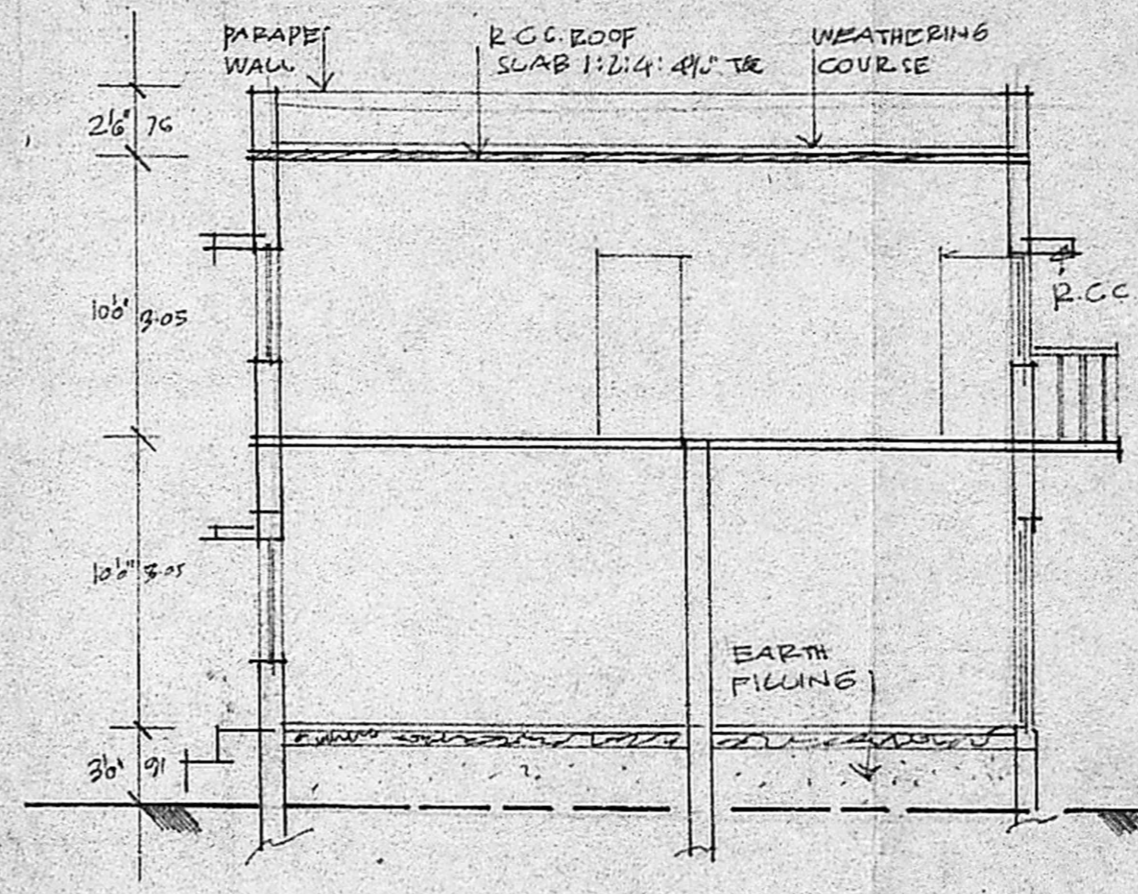 PARAPET
WALL
R.C.C. ROOF
SLAB 1:2:4: 4½" TK
WEATHERING
COURSE
2'6" 76
R.C.C
10'0" 3.05
10'0" 3.05
EARTH
FILLING
3'0" 91